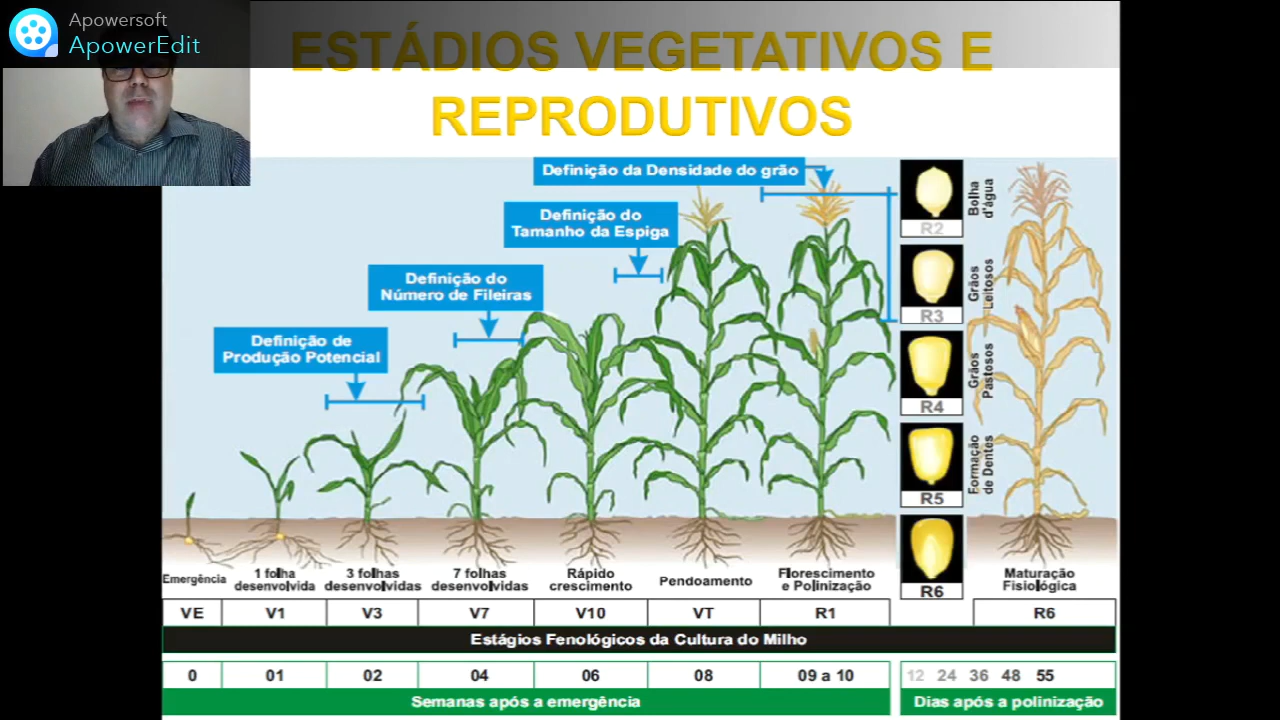 Apowersoft
ApowerEdit
ESTÁDIOS VEGETATIVOS E
REPRODUTIVOS
Definição da Densidade do grão
Definição do
Tamanho da Espiga
Definição do
Número de Fileiras
Definição de
Produção Potencial
R2
Bolha
d'água
R3
Grãos
Leitosos
R4
Grãos
Pastosos
R5
Formação
de Dentes
R6
Emergência
1 folha
desenvolvida
3 folhas
desenvolvidas
7 folhas
desenvolvidas
Rápido
crescimento
Pendoamento
Florescimento
e Polinização
Maturação
Fisiológica
VE V1 V3 V7 V10 VT R1 R6
Estágios Fenológicos da Cultura do Milho
0 01 02 04 06 08 09 a 10 12 24 36 48 55
Semanas após a emergência Dias após a polinização